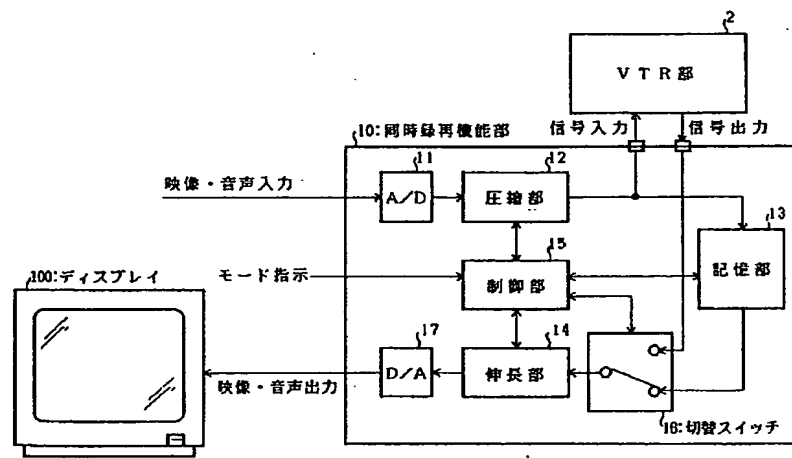 2
VTR部
10:同時録再機能部
信号入力
信号出力
11
12
映像・音声入力
A/D
圧縮部
13
15
記憶部
100:ディスプレイ
モード指示
制御部
17
14
D/A
伸長部
映像・音声出力
16:切替スイッチ